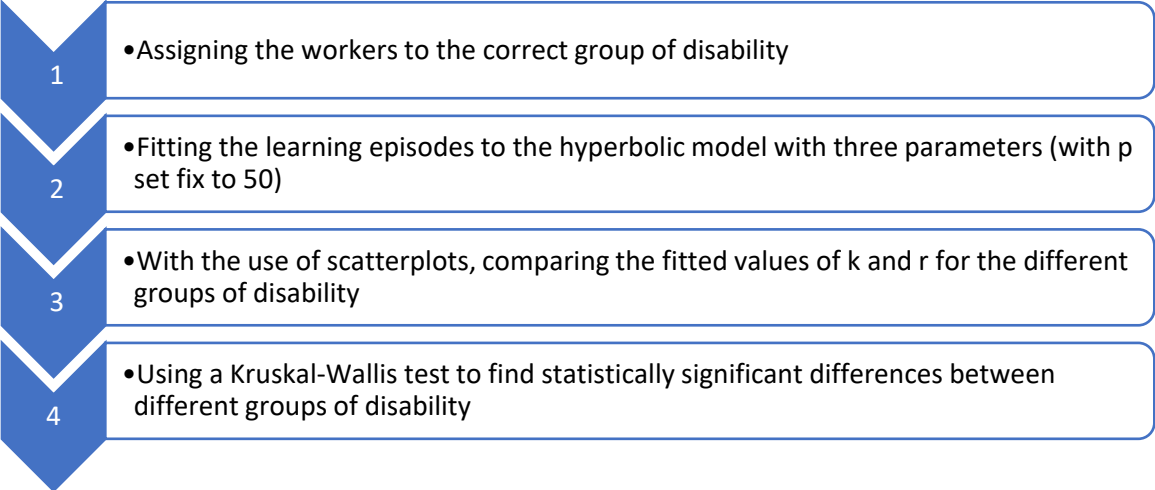 1
•Assigning the workers to the correct group of disability
2
•Fitting the learning episodes to the hyperbolic model with three parameters (with p
set fix to 50)
3
•With the use of scatterplots, comparing the fitted values of k and r for the different
groups of disability
4
•Using a Kruskal-Wallis test to find statistically significant differences between
different groups of disability